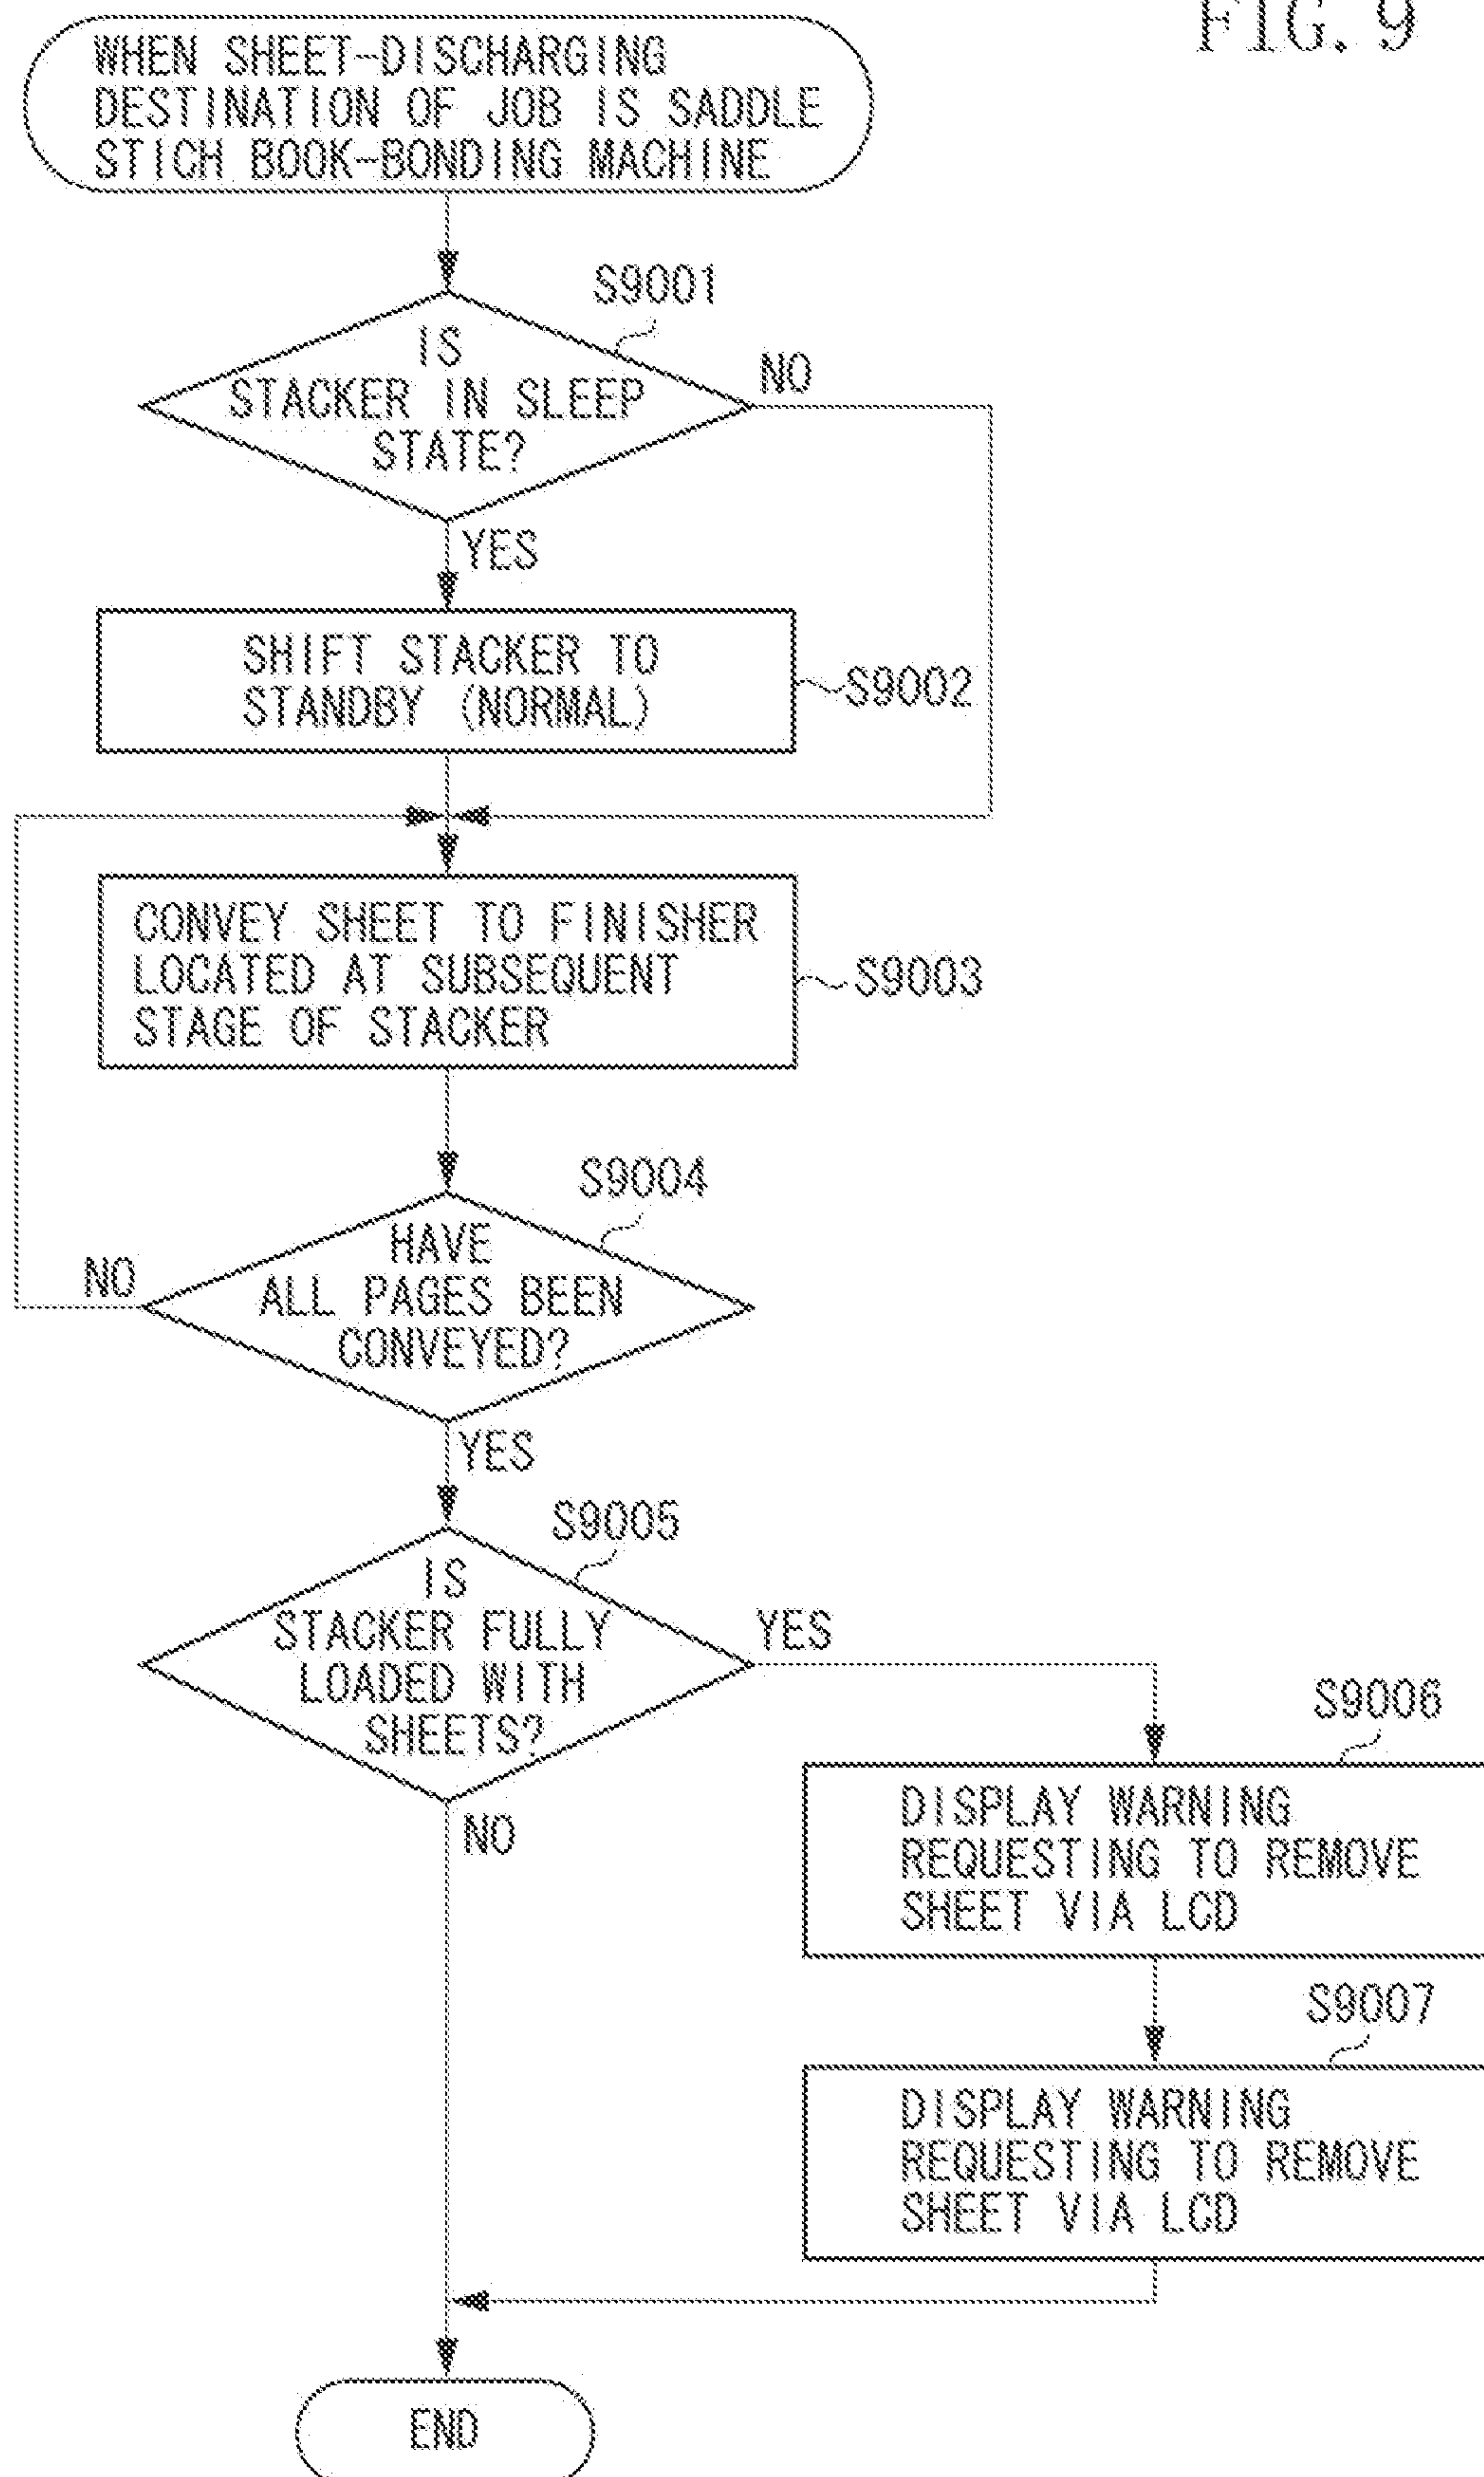 FIG. 9
WHEN SHEET-DISCHARGING
DESTINATION OF JOB IS SADDLE
STICH BOOK-BONDING MACHINE
S9001
IS
STACKER IN SLEEP
STATE?
NO
YES
SHIFT STACKER TO
STANDBY (NORMAL)
S9002
CONVEY SHEET TO FINISHER
LOCATED AT SUBSEQUENT
STAGE OF STACKER
S9003
S9004
HAVE
ALL PAGES BEEN
CONVEYED?
NO
YES
S9005
IS
STACKER FULLY
LOADED WITH
SHEETS?
YES
NO
S9006
DISPLAY WARNING
REQUESTING TO REMOVE
SHEET VIA LCD
S9007
DISPLAY WARNING
REQUESTING TO REMOVE
SHEET VIA LCD
END